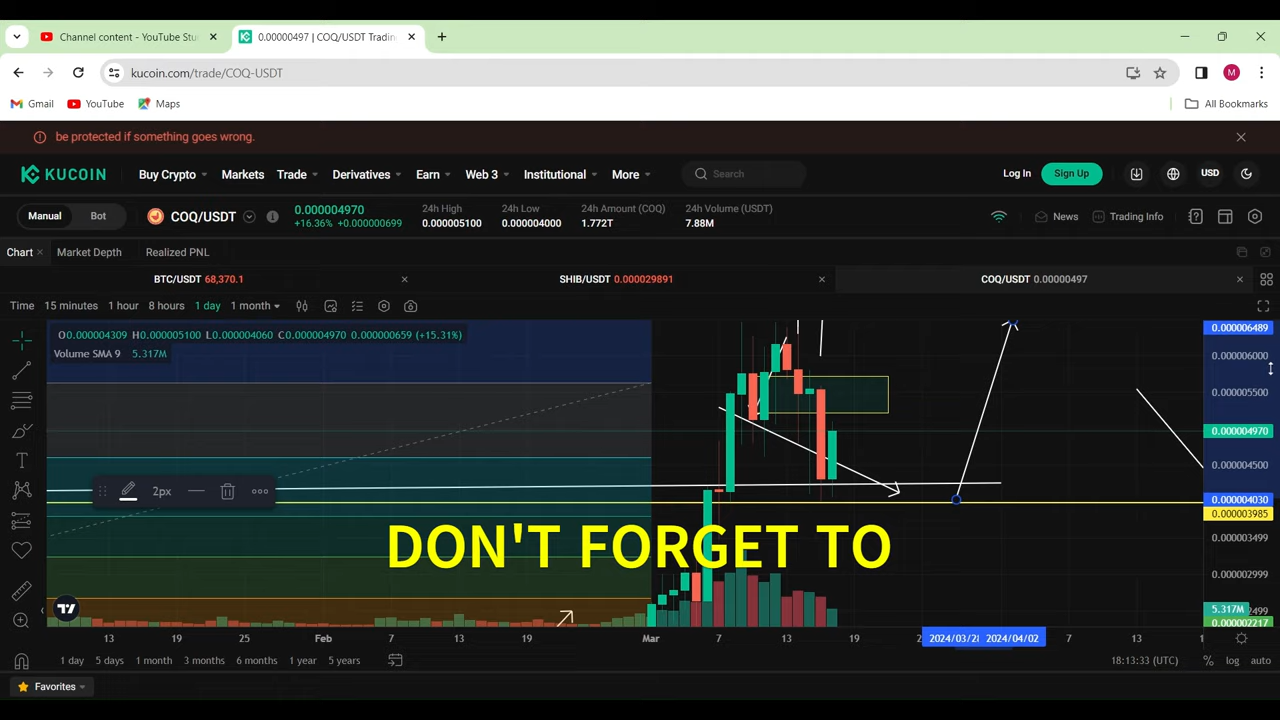 Channel content - YouTube Stu
0.00000497 | COQ/USDT Trading
kucoin.com/trade/COQ-USDT
M
Gmail YouTube Maps All Bookmarks
be protected if something goes wrong.
KUCOIN Buy Crypto Markets Trade Derivatives Earn Web 3 Institutional More Search Log In Sign Up USD
Manual Bot COQ/USDT 0.000004970 +16.36% +0.000000699
24h High 0.000005100
24h Low 0.000004000
24h Amount (COQ) 1.772T
24h Volume (USDT) 7.88M
News Trading Info
Chart Market Depth Realized PNL
BTC/USDT 68,370.1 SHIB/USDT 0.000029891 COQ/USDT 0.00000497
Time 15 minutes 1 hour 8 hours 1 day 1 month
O0.000004309 H0.000005100 L0.000004060 C0.000004970 0.000000659 (+15.31%)
Volume SMA 9 5.317M
0.000006489
0.000006000
0.000005500
0.000004970
0.000004500
2px
0.000004030
0.000003985
0.000003499
DON'T FORGET TO
0.000002999
5.317M
0.000002217
13 19 25 Feb 7 13 19 26 Mar 7 13 19 2024/03/28 2024/04/02 7 13
1 day 5 days 1 month 3 months 6 months 1 year 5 years 18:13:33 (UTC) % log auto
Favorites